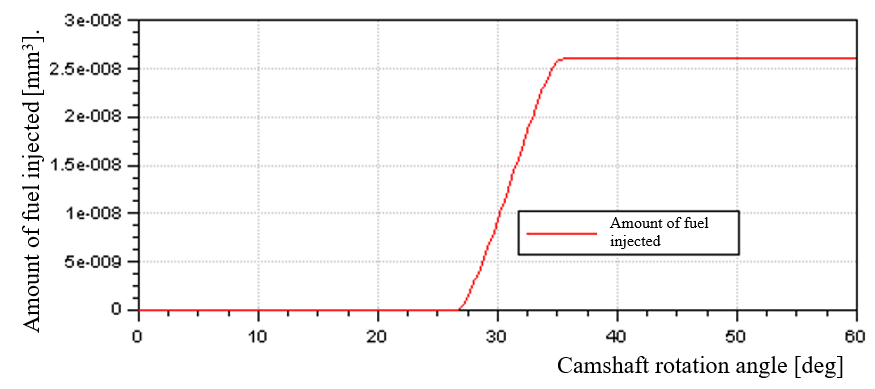 Amount of fuel injected [mm³].
3e-008
2.5e-008
2e-008
1.5e-008
1e-008
5e-009
0
Amount of fuel
injected
0 10 20 30 40 50 60
Camshaft rotation angle [deg]